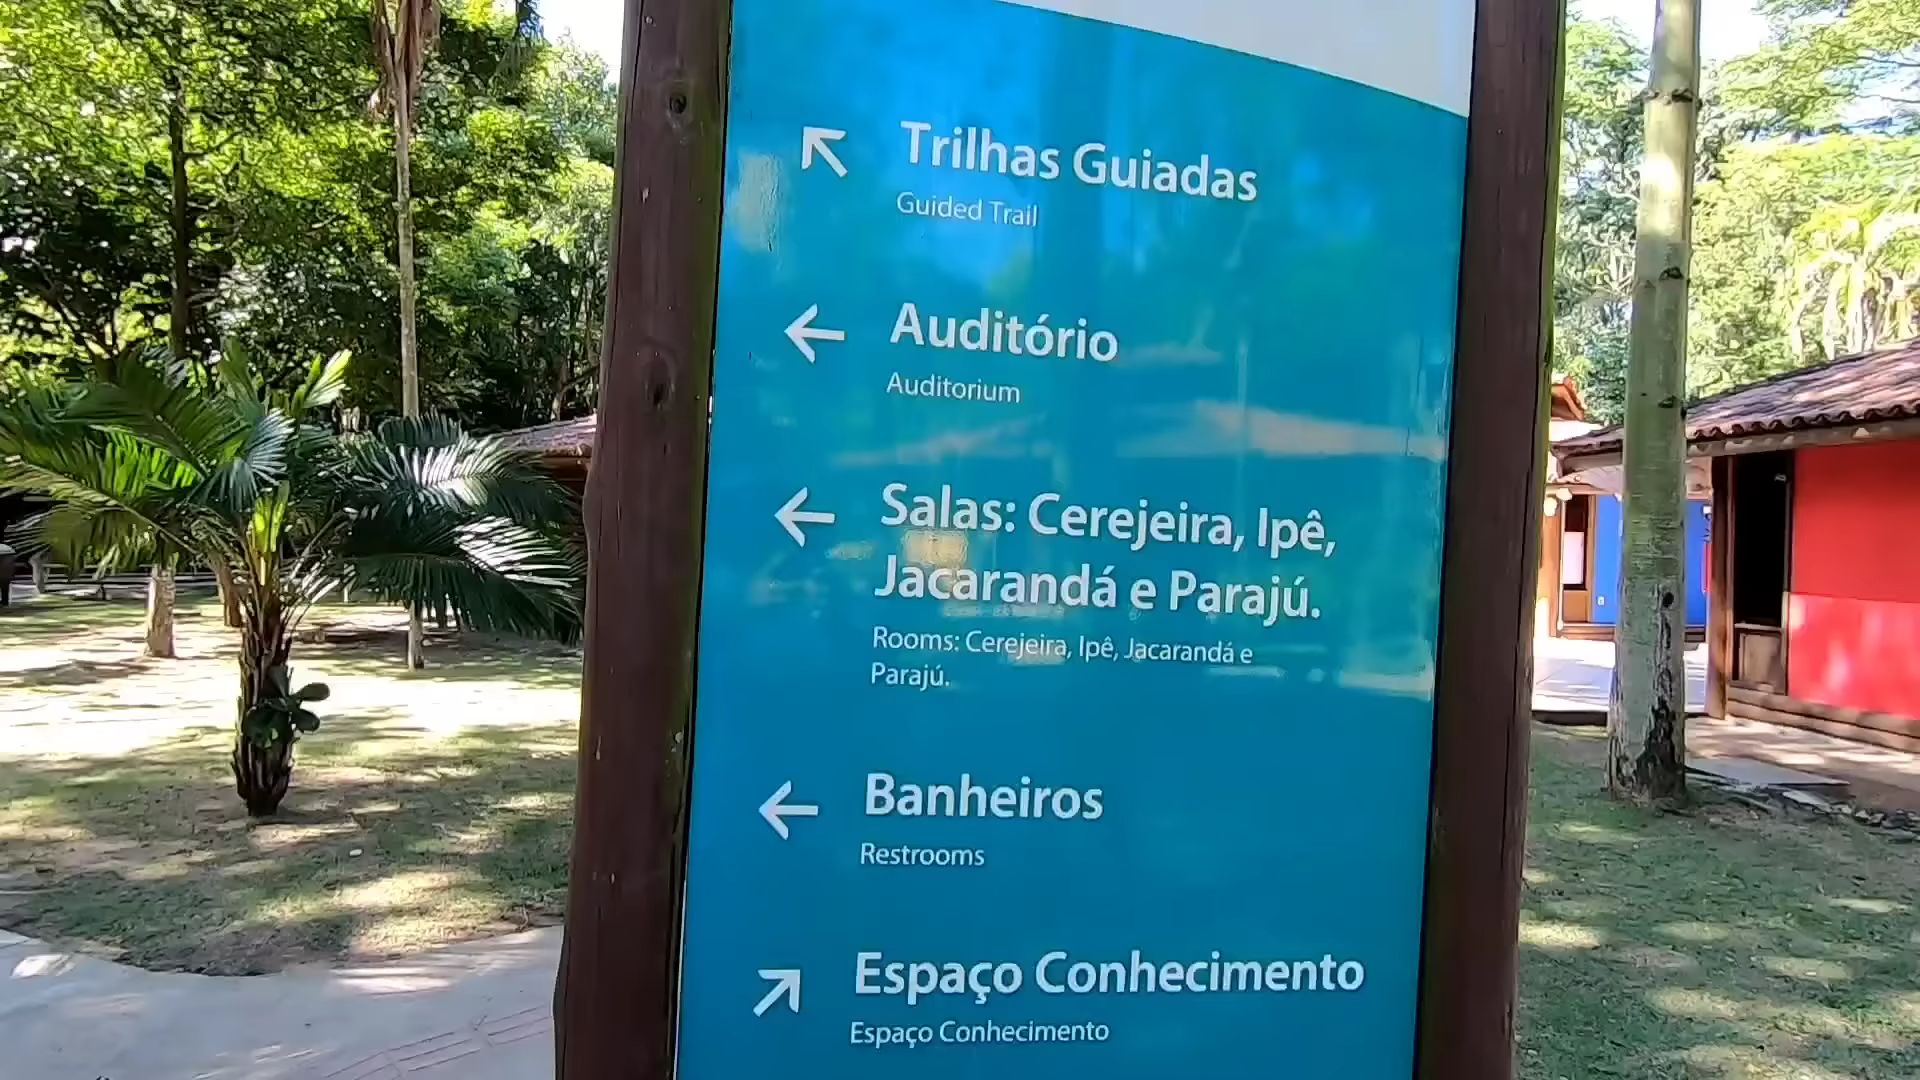 Trilhas Guiadas
Guided Trail
Auditório
Auditorium
Salas: Cerejeira, Ipê,
Jacarandá e Parajú.
Rooms: Cerejeira, Ipê, Jacarandá e
Parajú.
Banheiros
Restrooms
Espaço Conhecimento
Espaço Conhecimento